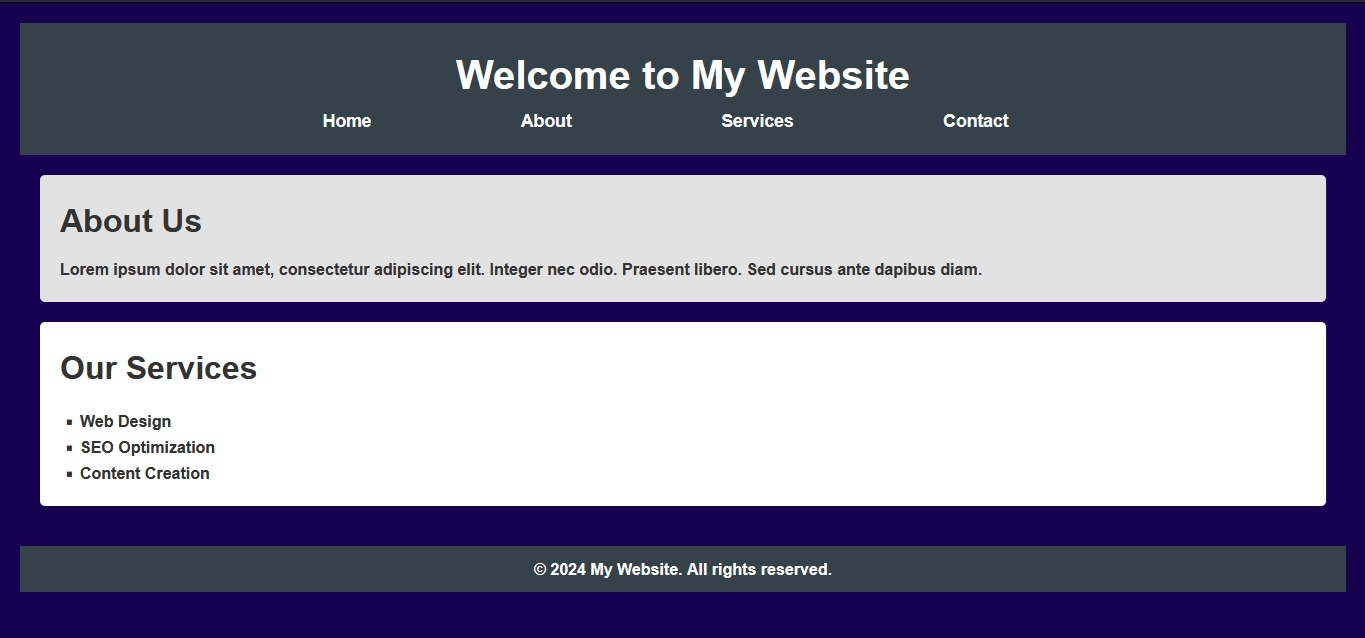 Welcome to My Website
Home About Services Contact
About Us
Lorem ipsum dolor sit amet, consectetur adipiscing elit. Integer nec odio. Praesent libero. Sed cursus ante dapibus diam.
Our Services
▪ Web Design
▪ SEO Optimization
▪ Content Creation
© 2024 My Website. All rights reserved.